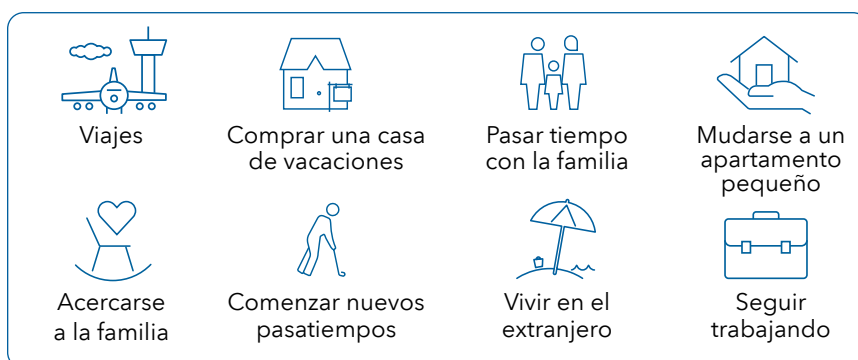 Viajes
Comprar una casa
de vacaciones
Pasar tiempo
con la familia
Mudarse a un
apartamento
pequeño
Acercarse
a la familia
Comenzar nuevos
pasatiempos
Vivir en el
extranjero
Seguir
trabajando